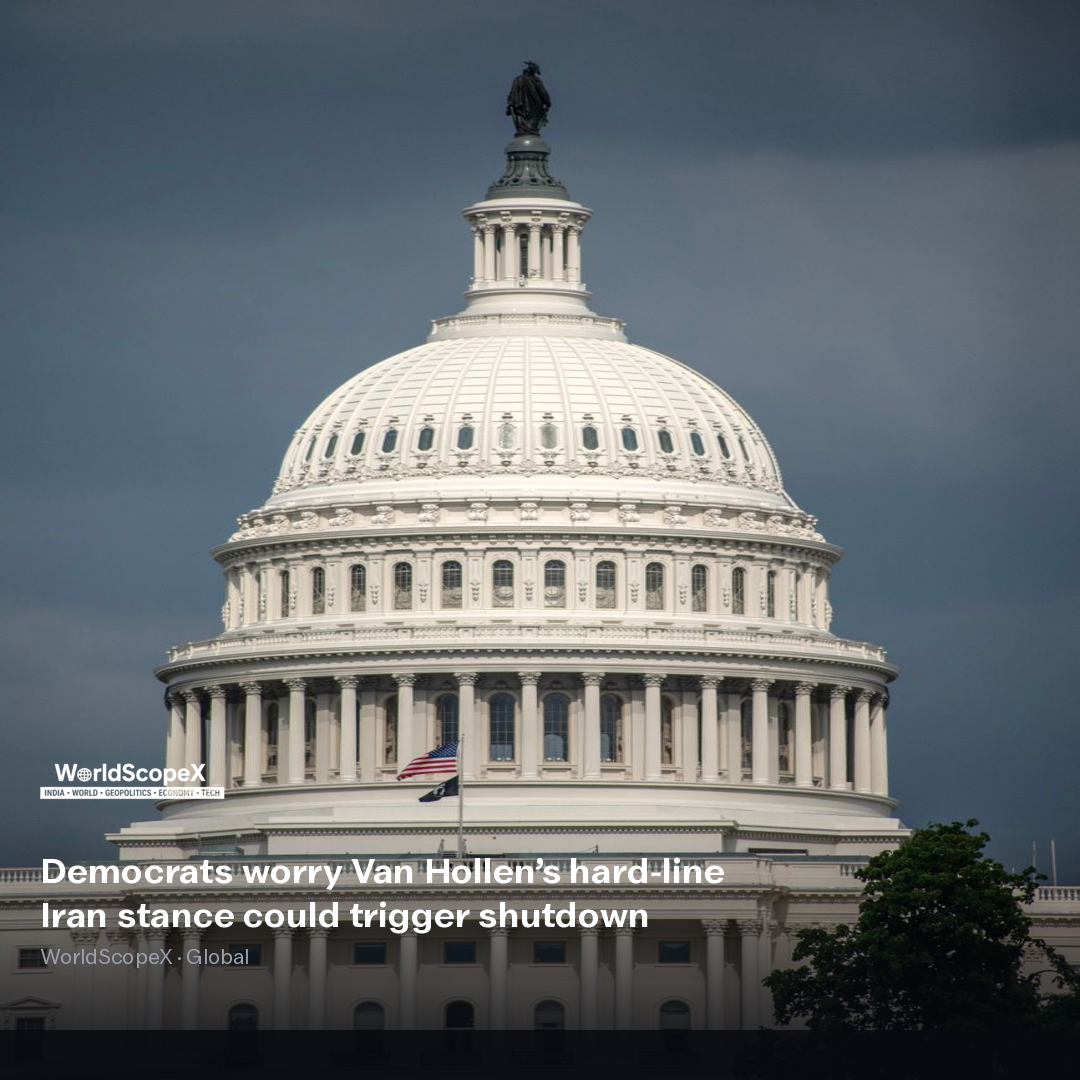 WorldScopeX
INDIA • WORLD • GEOPOLITICS • ECONOMY • TECH
Democrats worry Van Hollen’s hard-line
Iran stance could trigger shutdown
WorldScopeX · Global